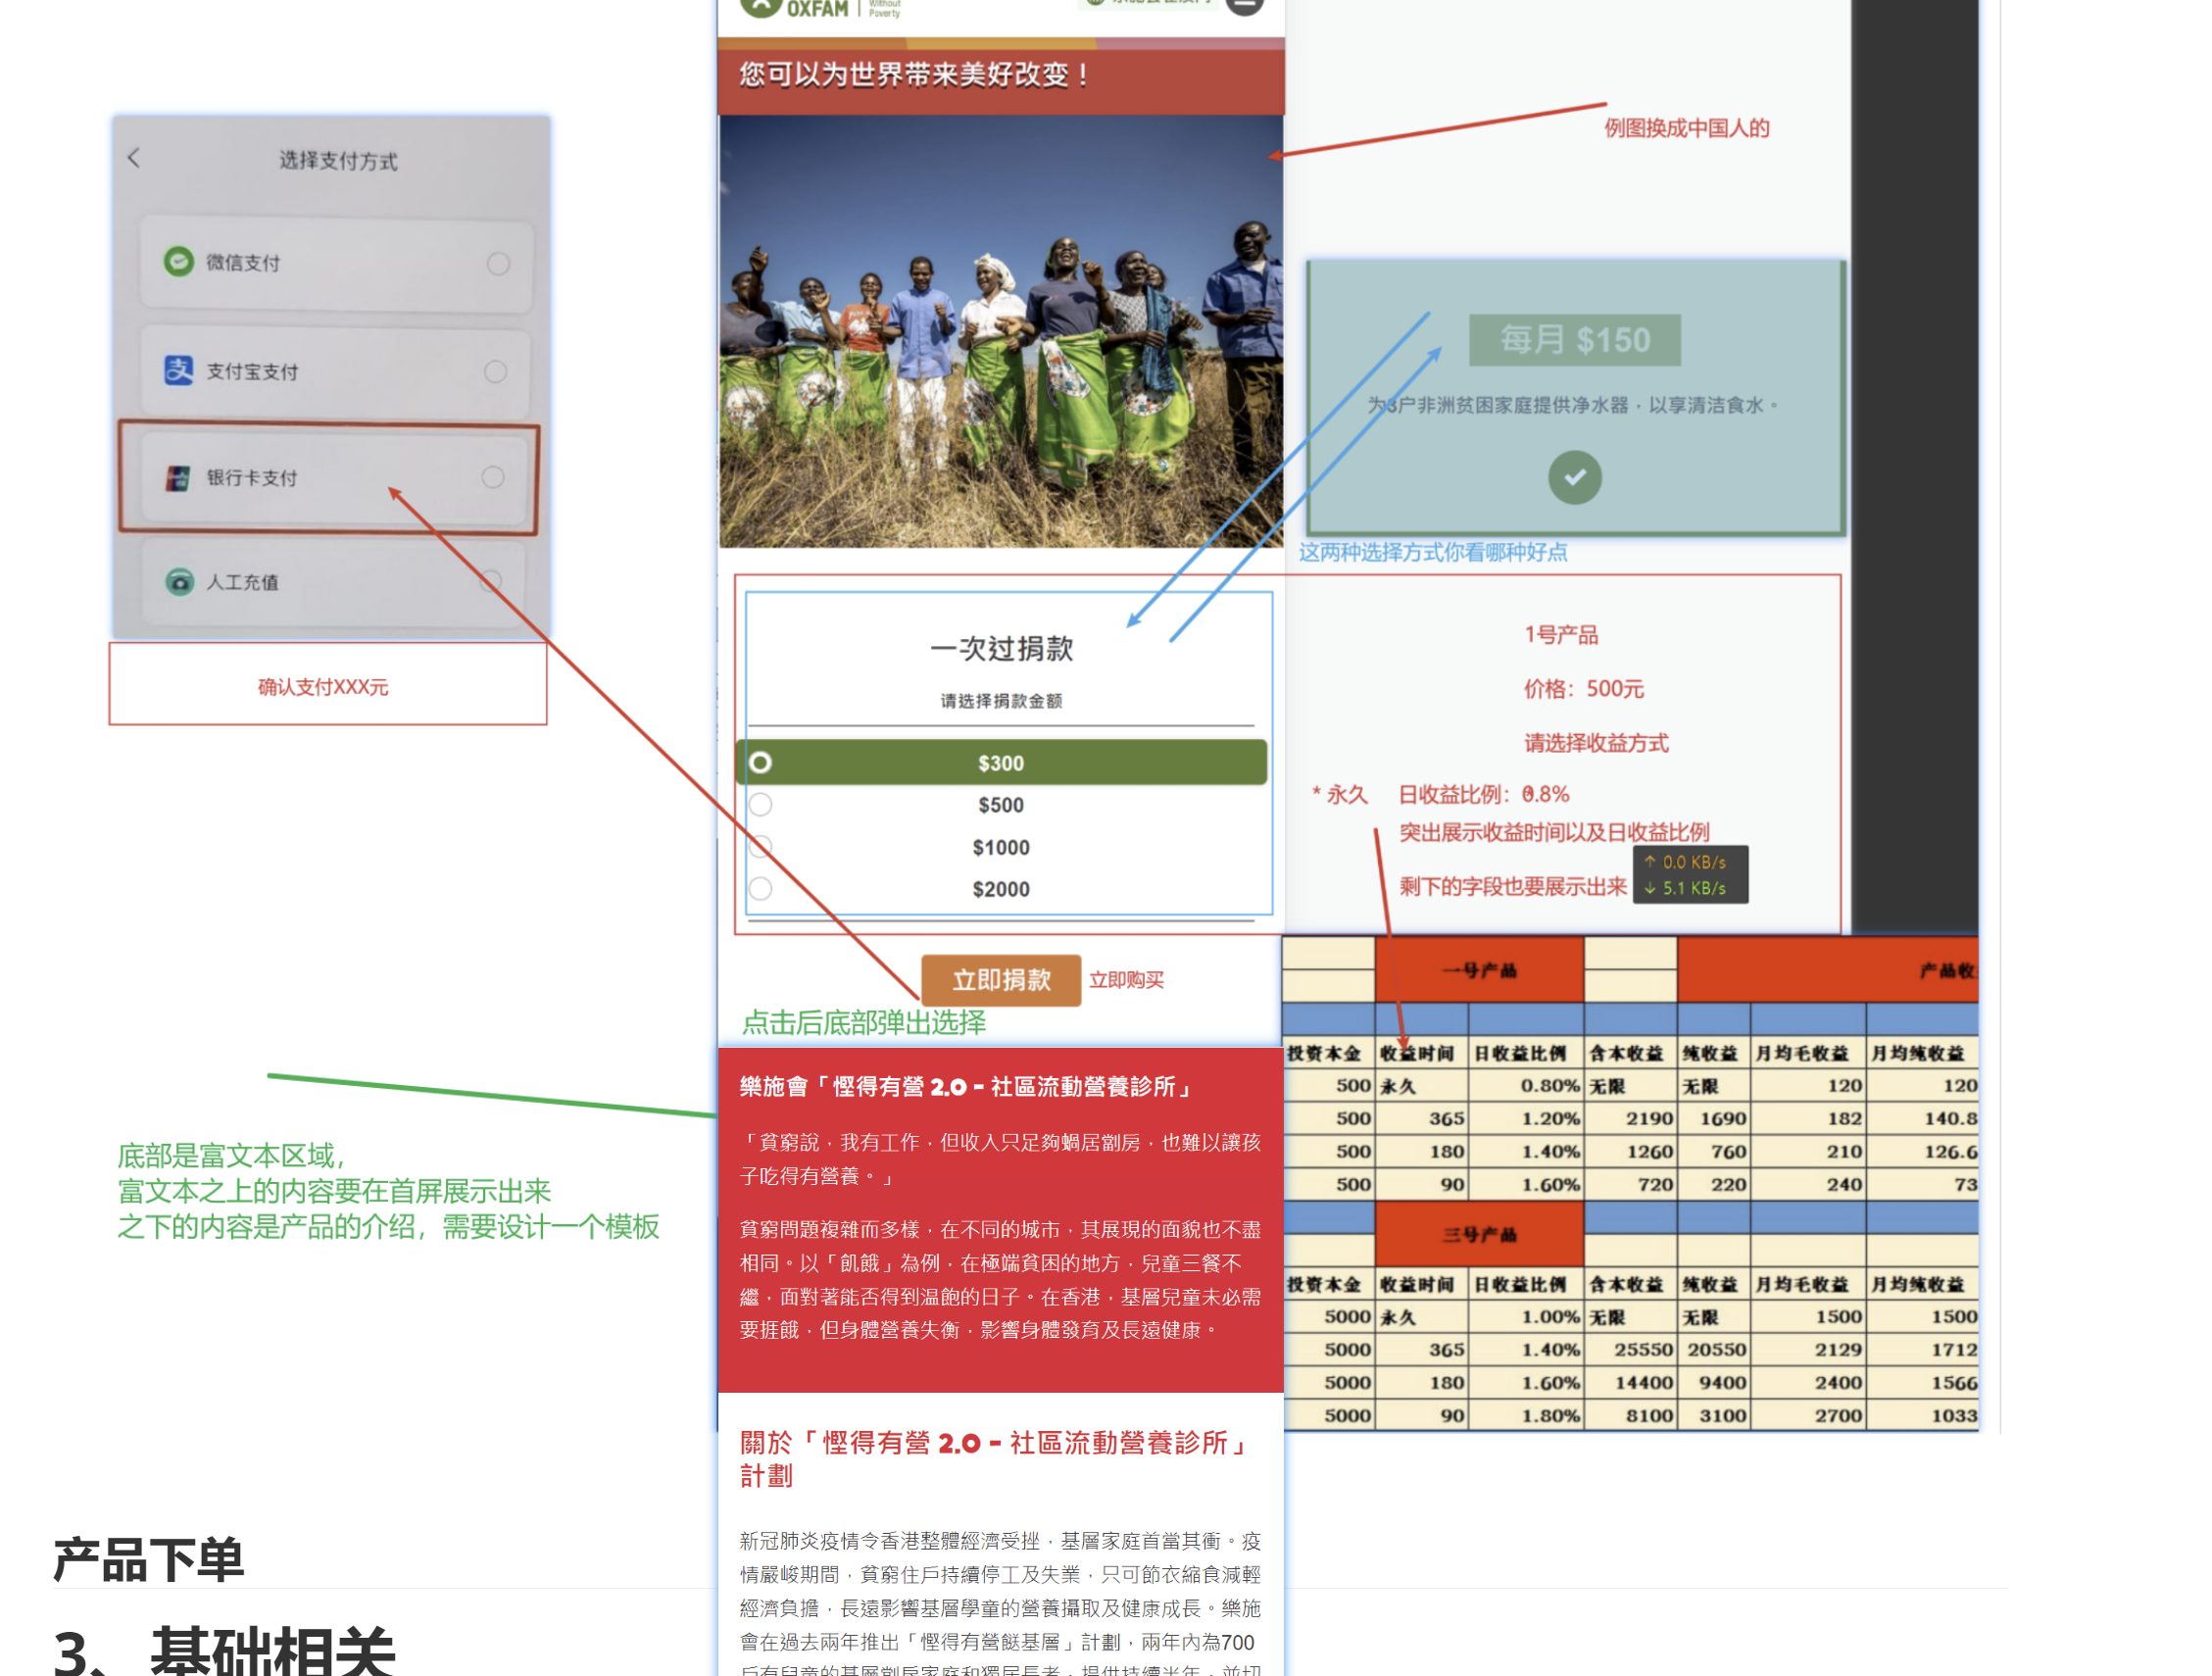 OXFAM
Without
Poverty
您可以为世界带来美好改变！
例图换成中国人的
选择支付方式
微信支付
支付宝支付
银行卡支付
人工充值
确认支付XXX元
每月 $150
为3户非洲贫困家庭提供净水器，以享清洁食水。
这两种选择方式你看哪种好点
一次过捐款
请选择捐款金额
$300
$500
$1000
$2000
立即捐款
立即购买
点击后底部弹出选择
1号产品
价格：500元
请选择收益方式
* 永久 日收益比例：0.8%
突出展示收益时间以及日收益比例
剩下的字段也要展示出来
↑ 0.0 KB/s
↓ 5.1 KB/s
一号产品 产品收
投资本金 收益时间 日收益比例 含本收益 纯收益 月均毛收益 月均纯收益
500 永久 0.80% 无限 无限 120 120
500 365 1.20% 2190 1690 182 140.8
500 180 1.40% 1260 760 210 126.6
500 90 1.60% 720 220 240 73
三号产品
投资本金 收益时间 日收益比例 含本收益 纯收益 月均毛收益 月均纯收益
5000 永久 1.00% 无限 无限 1500 1500
5000 365 1.40% 25550 20550 2129 1712
5000 180 1.60% 14400 9400 2400 1566
5000 90 1.80% 8100 3100 2700 1033
底部是富文本区域，
富文本之上的内容要在首屏展示出来
之下的内容是产品的介绍，需要设计一个模板
樂施會「慳得有營 2.0 - 社區流動營養診所」
「貧窮說，我有工作，但收入只足夠蝸居劏房，也難以讓孩
子吃得有營養。」
貧窮問題複雜而多樣，在不同的城市，其展現的面貌也不盡
相同。以「飢餓」為例，在極端貧困的地方，兒童三餐不
繼，面對著能否得到温飽的日子。在香港，基層兒童未必需
要捱餓，但身體營養失衡，影響身體發育及長遠健康。
關於「慳得有營 2.0 - 社區流動營養診所」
計劃
新冠肺炎疫情令香港整體經濟受挫，基層家庭首當其衝。疫
情嚴峻期間，貧窮住戶持續停工及失業，只可節衣縮食減輕
經濟負擔，長遠影響基層學童的營養攝取及健康成長。樂施
會在過去兩年推出「慳得有營餸基層」計劃，兩年內為700
戶有兒童的基層劏房家庭和獨居長者，提供持續半年，並切
产品下单
3、基础相关